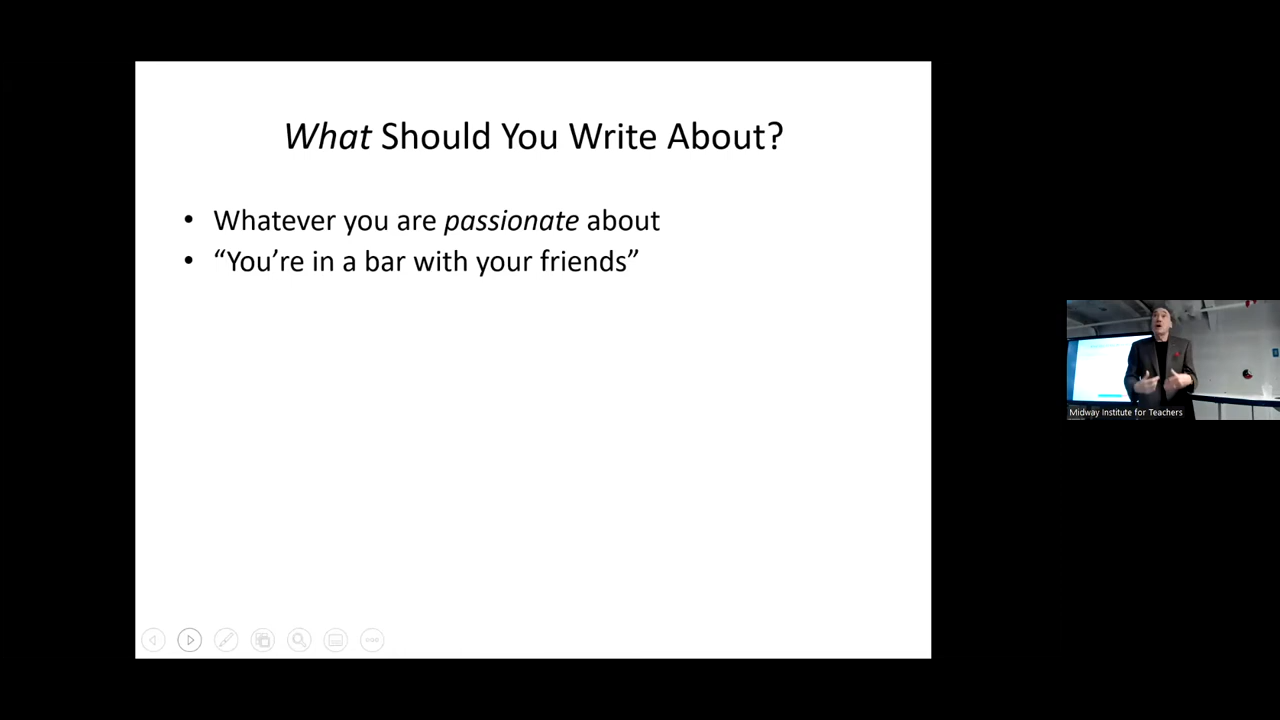 What Should You Write About?
• Whatever you are passionate about
• “You’re in a bar with your friends”
Midway Institute for Teachers